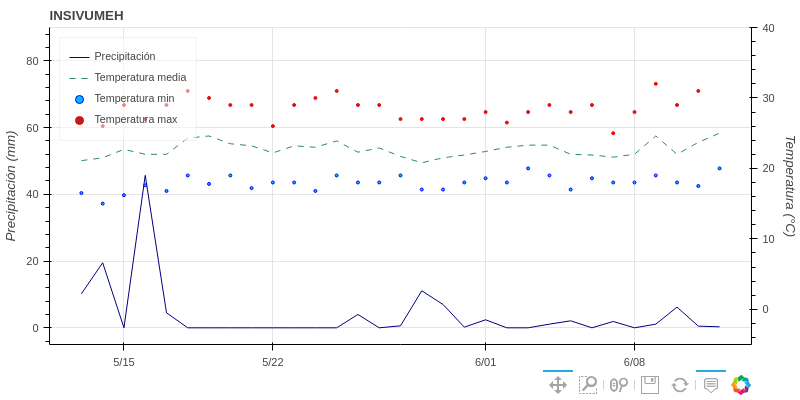 INSIVUMEH
Precipitación
Temperatura media
Temperatura min
Temperatura max
Precipitación (mm)
80
60
40
20
0
Temperatura (°C)
40
30
20
10
0
5/15
5/22
6/01
6/08